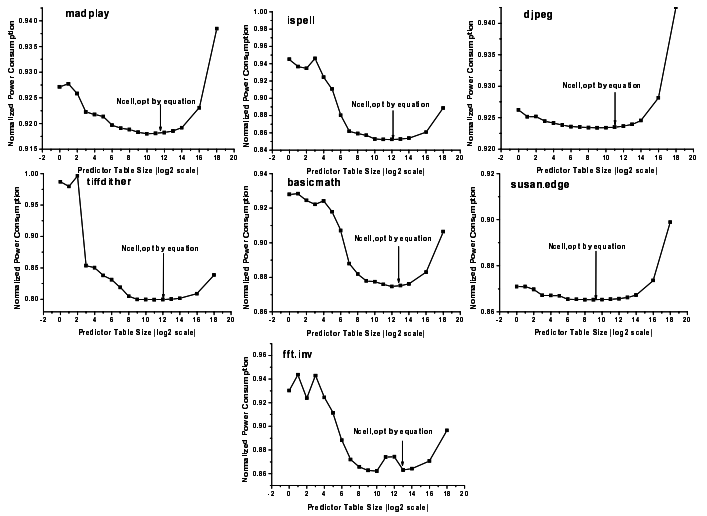 madplay
ispell
djpeg
Normalized Power Consumption
0.940
0.935
0.930
0.925
0.920
0.915
Ncell,opt by equation
-2 0 2 4 6 8 10 12 14 16 18 20
Predictor Table Size |log2 scale|
Normalized Power Consumption
1.00
0.96
0.92
0.88
0.84
Ncell,opt by equation
-2 0 2 4 6 8 10 12 14 16 18 20
Predictor Table Size |log2 scale|
Normalized Power Consumption
0.940
0.935
0.930
0.925
0.920
Ncell,opt by equation
-2 0 2 4 6 8 10 12 14 16 18 20
Predictor Table Size |log2 scale|
tiffdither
basicmath
susan.edge
Normalized Power Consumption
1.00
0.95
0.90
0.85
0.80
Ncell,opt by equation
-2 0 2 4 6 8 10 12 14 16 18 20
Predictor Table Size |log2 scale|
Normalized Power Consumption
0.94
0.92
0.90
0.88
0.86
Ncell,opt by equation
-2 0 2 4 6 8 10 12 14 16 18 20
Predictor Table Size |log2 scale|
Normalized Power Consumption
0.92
0.90
0.88
0.86
Ncell,opt by equation
-2 0 2 4 6 8 10 12 14 16 18 20
Predictor Table Size |log2 scale|
fft.inv
Normalized Power Consumption
0.96
0.94
0.92
0.90
0.88
0.86
Ncell,opt by equation
-2 0 2 4 6 8 10 12 14 16 18 20
Predictor Table Size |log2 scale|